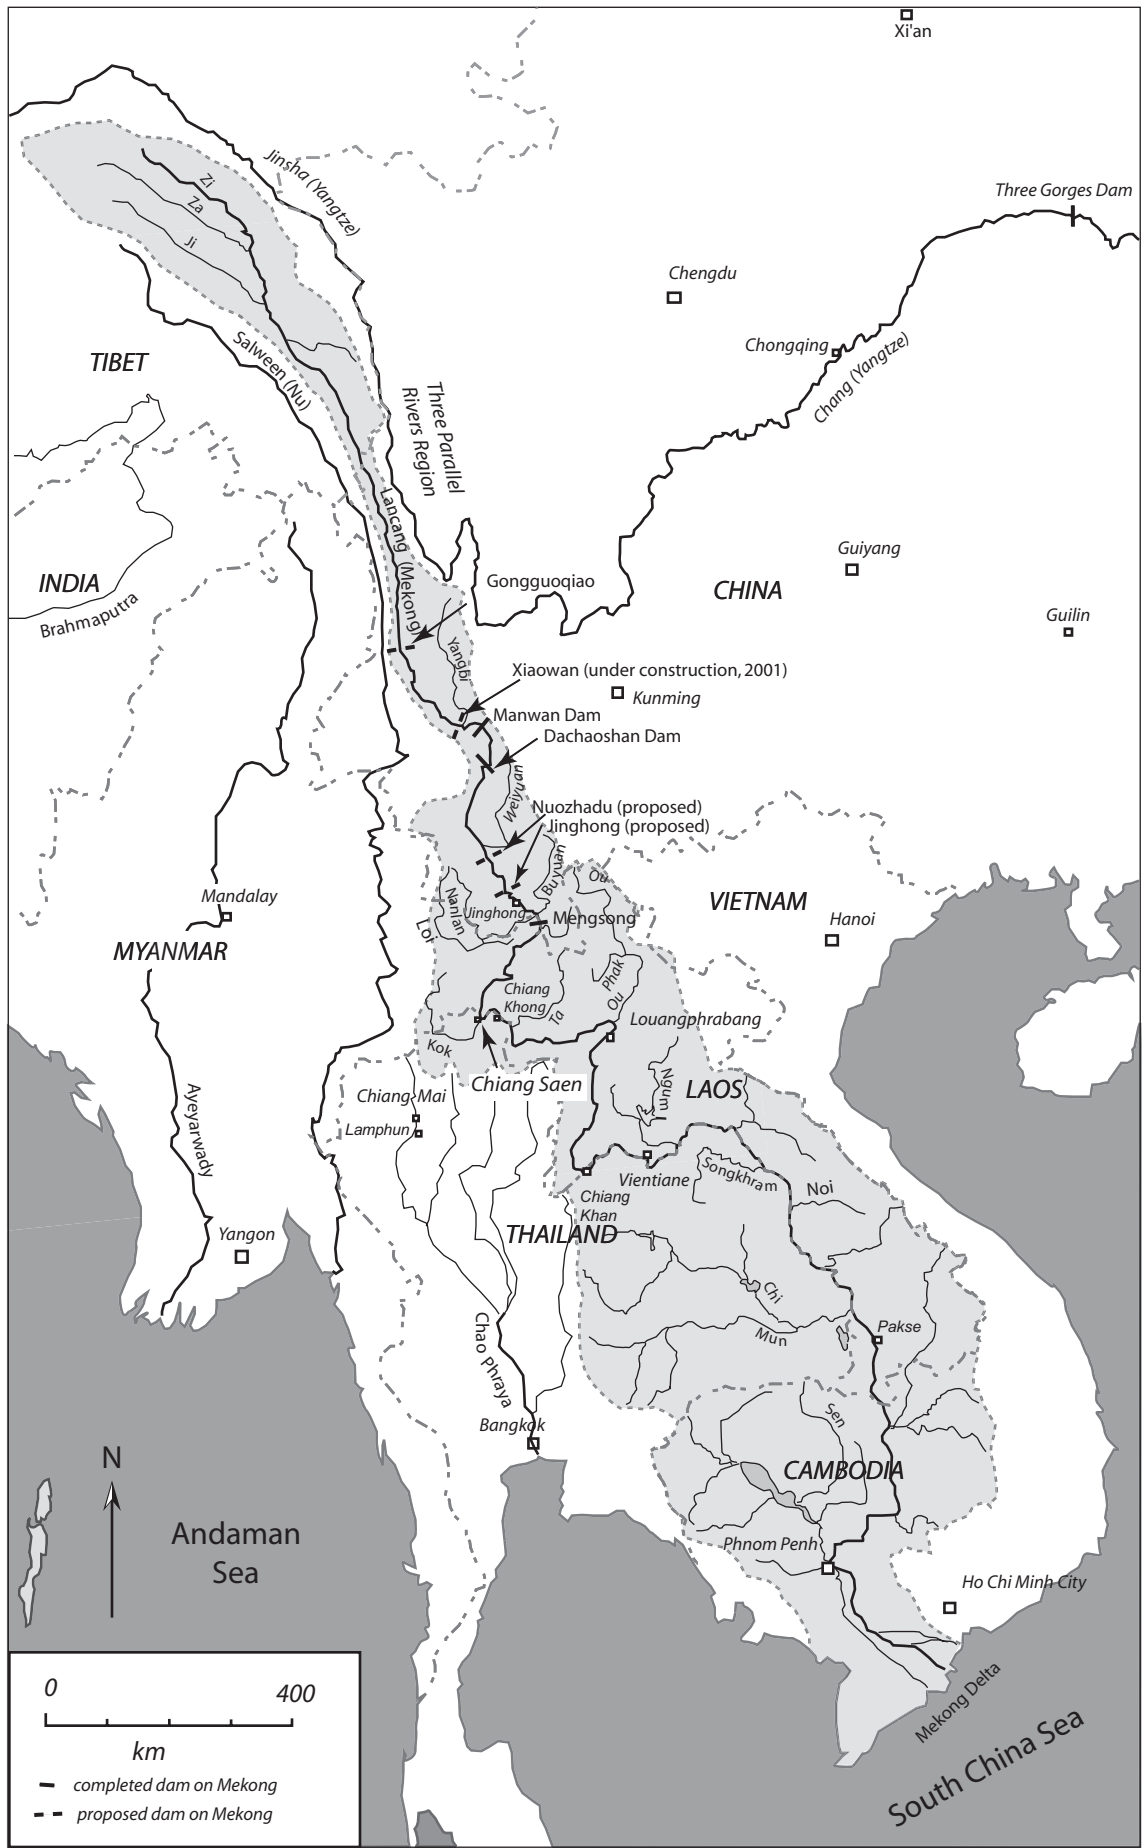 Xi'an
Jinsha (Yangtze)
Zi
Za
Ji
Three Gorges Dam
Chengdu
Chongqing
Chang (Yangtze)
TIBET
Salween (Nu)
Three Parallel
Rivers Region
Lancang (Mekong)
Guiyang
CHINA
INDIA
Brahmaputra
Gongguoqiao
Guilin
Yangbi
Xiaowan (under construction, 2001)
Kunming
Manwan Dam
Dachaoshan Dam
Weiyuan
Nuozhadu (proposed)
Jinghong (proposed)
Buyuan
Ou
Mandalay
Nanlan
Jinghong
Mengsong
VIETNAM
Hanoi
Loi
MYANMAR
Phak
Chiang
Khong
Ou
Ta
Louangphrabang
Kok
Chiang Saen
Ngum
LAOS
Chiang Mai
Lamphun
Ayeyarwady
Vientiane
Songkhram
Noi
Chiang
Khan
THAILAND
Yangon
Chi
Mun
Pakse
Chao Phraya
Sen
Bangkok
CAMBODIA
N
Andaman
Sea
Phnom Penh
Ho Chi Minh City
Mekong Delta
South China Sea
0 400
km
completed dam on Mekong
proposed dam on Mekong